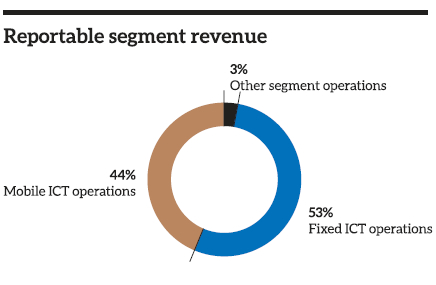 Reportable segment revenue
3%
Other segment operations
44%
Mobile ICT operations
53%
Fixed ICT operations